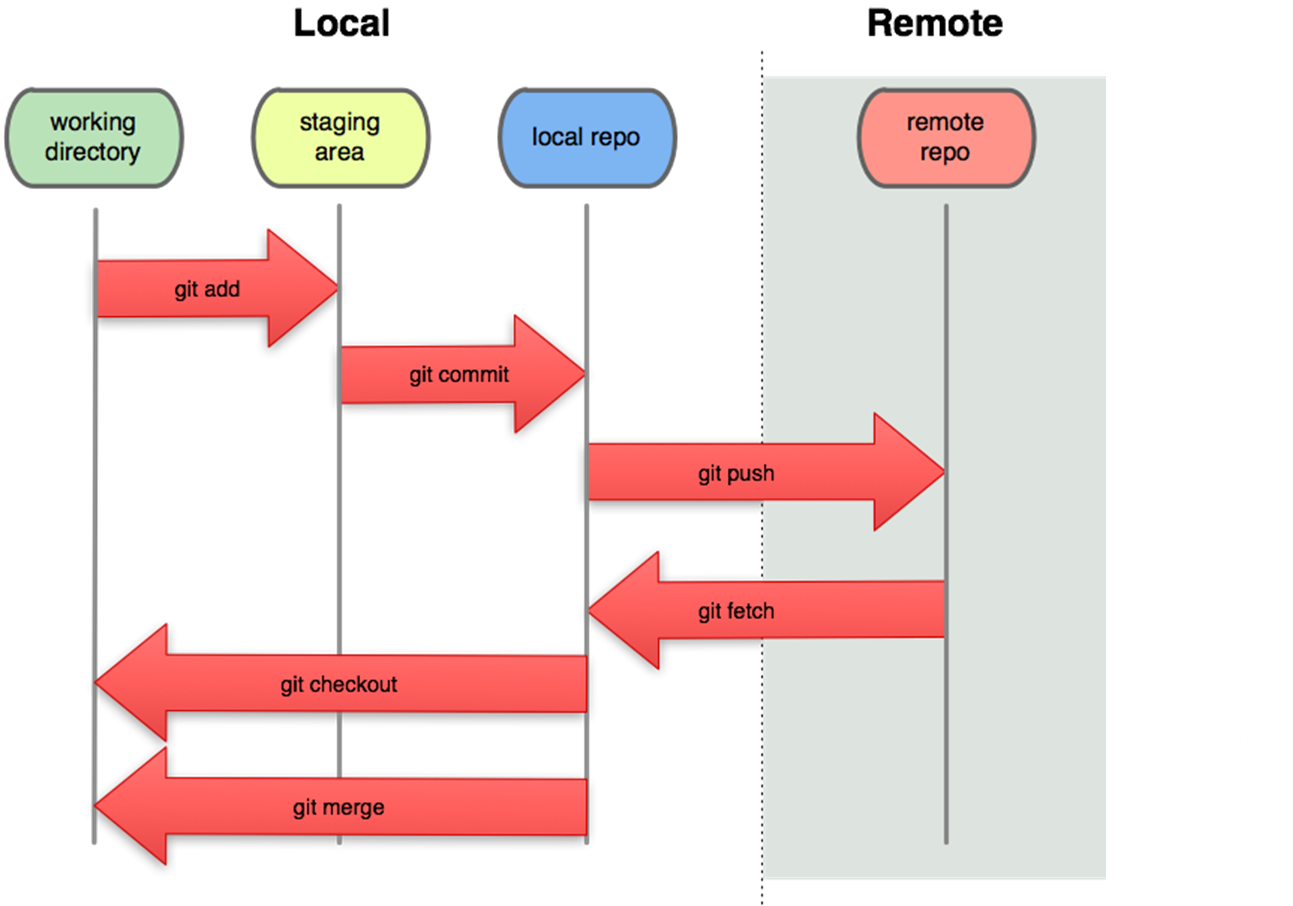 Local
Remote
working
directory
staging
area
local repo
remote
repo
git add
git commit
git push
git fetch
git checkout
git merge